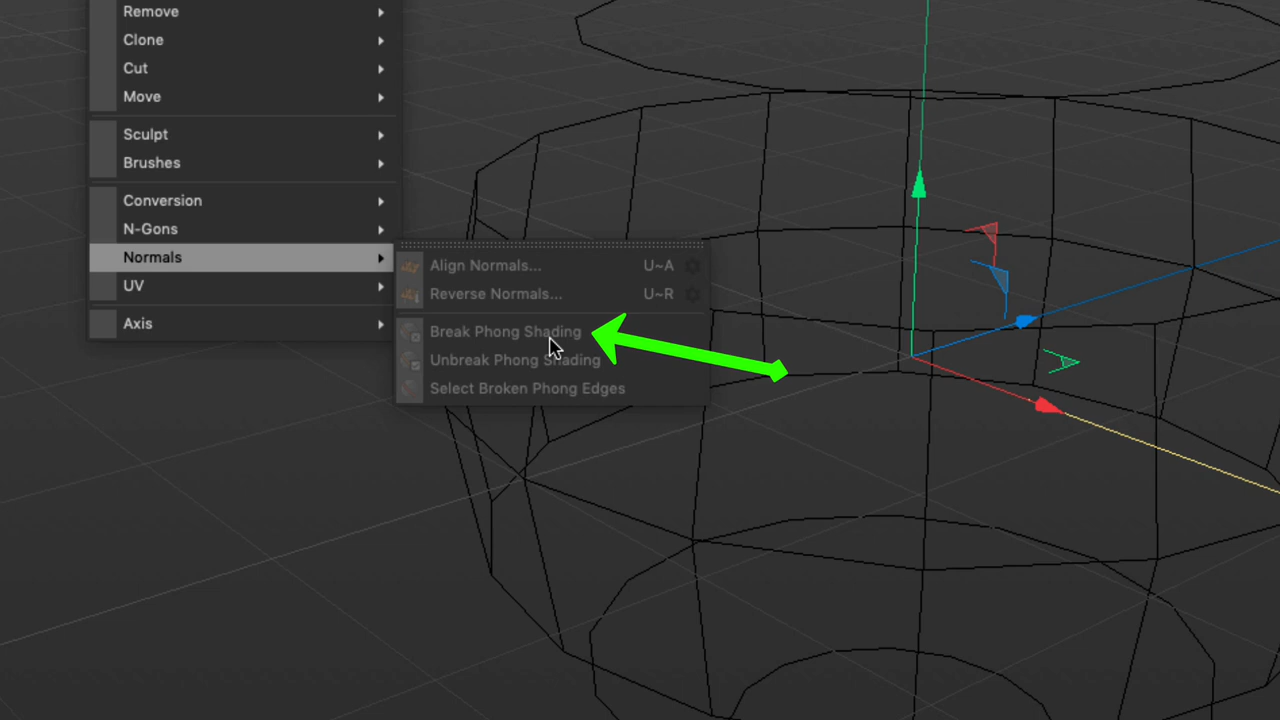 Remove
Clone
Cut
Move
Sculpt
Brushes
Conversion
N-Gons
Normals
UV
Axis
Align Normals... U~A
Reverse Normals... U~R
Break Phong Shading
Unbreak Phong Shading
Select Broken Phong Edges